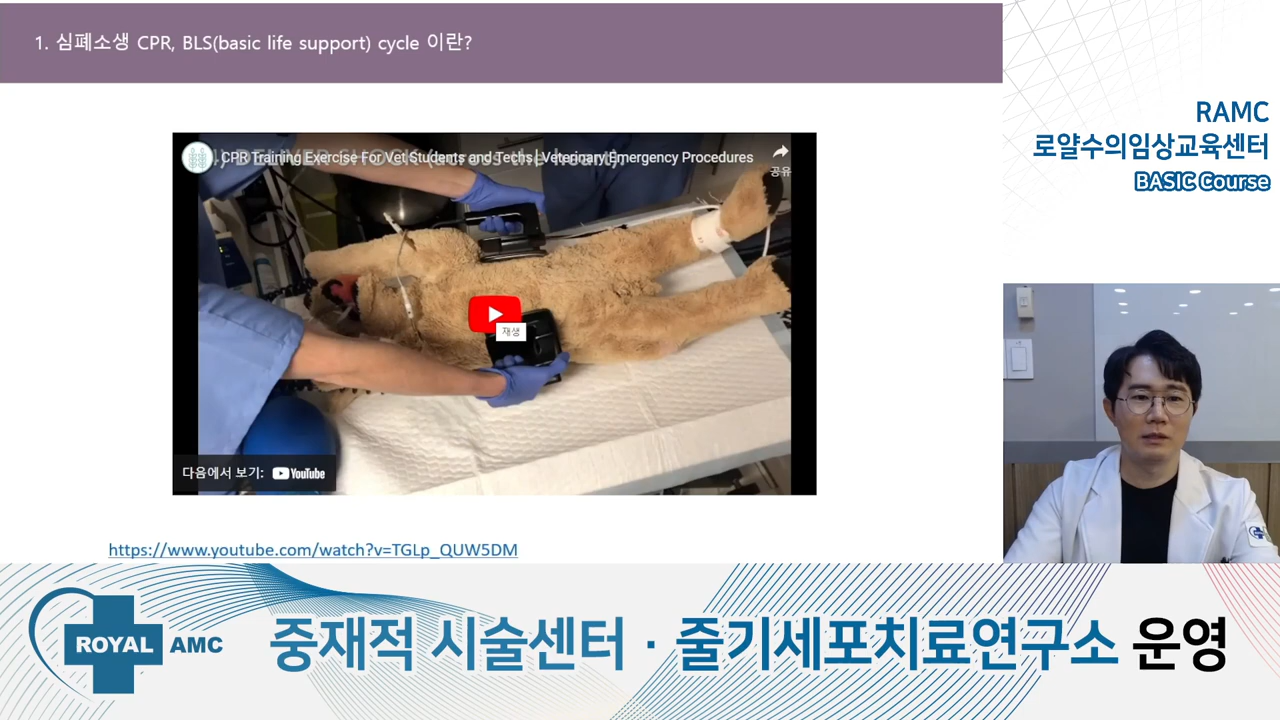 1. 심폐소생 CPR, BLS(basic life support) cycle 이란?
RAMC
로얄수의임상교육센터
BASIC Course
CPR Training Exercise For Vet Students and Techs | Veterinary Emergency Procedures
공유
재생
다음에서 보기: YouTube
https://www.youtube.com/watch?v=TGLp_QUW5DM
ROYAL AMC
중재적 시술센터 · 줄기세포치료연구소 운영